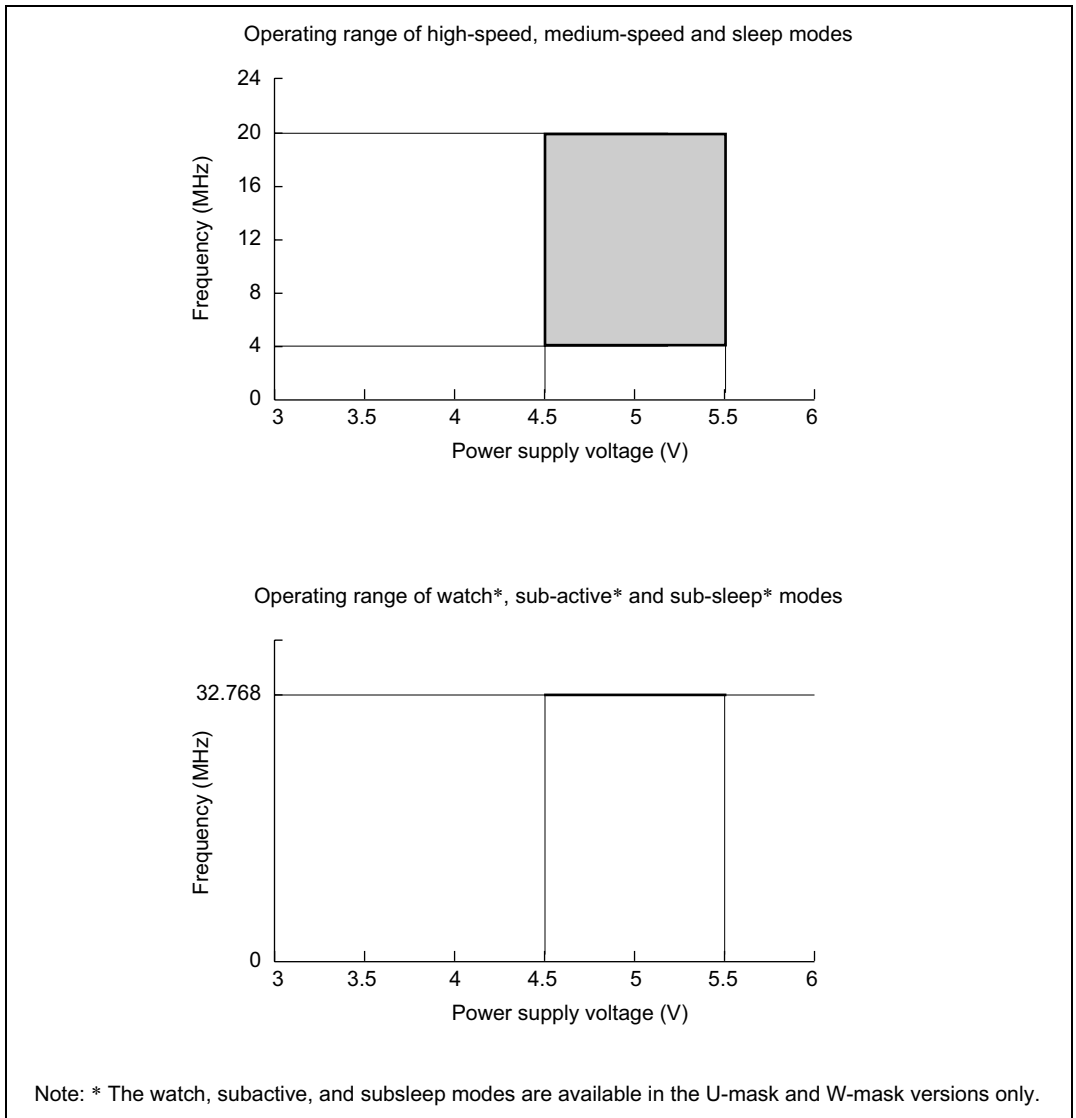 Operating range of high-speed, medium-speed and sleep modes
24
20
16
12
8
4
0
Frequency (MHz)
3 3.5 4 4.5 5 5.5 6
Power supply voltage (V)
Operating range of watch*, sub-active* and sub-sleep* modes
32.768
0
Frequency (MHz)
3 3.5 4 4.5 5 5.5 6
Power supply voltage (V)
Note: * The watch, subactive, and subsleep modes are available in the U-mask and W-mask versions only.